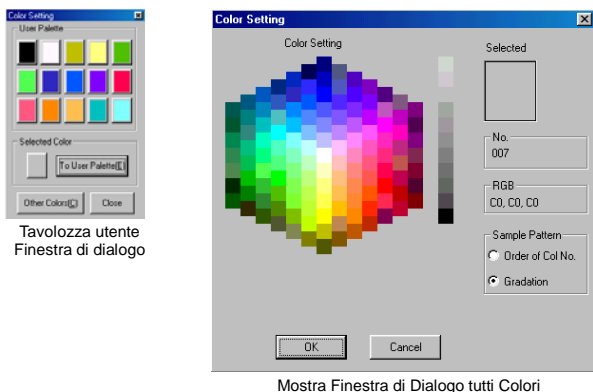 Color Setting
User Palette
Selected Color
To User Palette[E]
Other Colors[C]
Close
Tavolozza utente
Finestra di dialogo
Color Setting
Color Setting
Selected
No.
007
RGB
C0, C0, C0
Sample Pattern
Order of Col No.
Gradation
OK
Cancel
Mostra Finestra di Dialogo tutti Colori